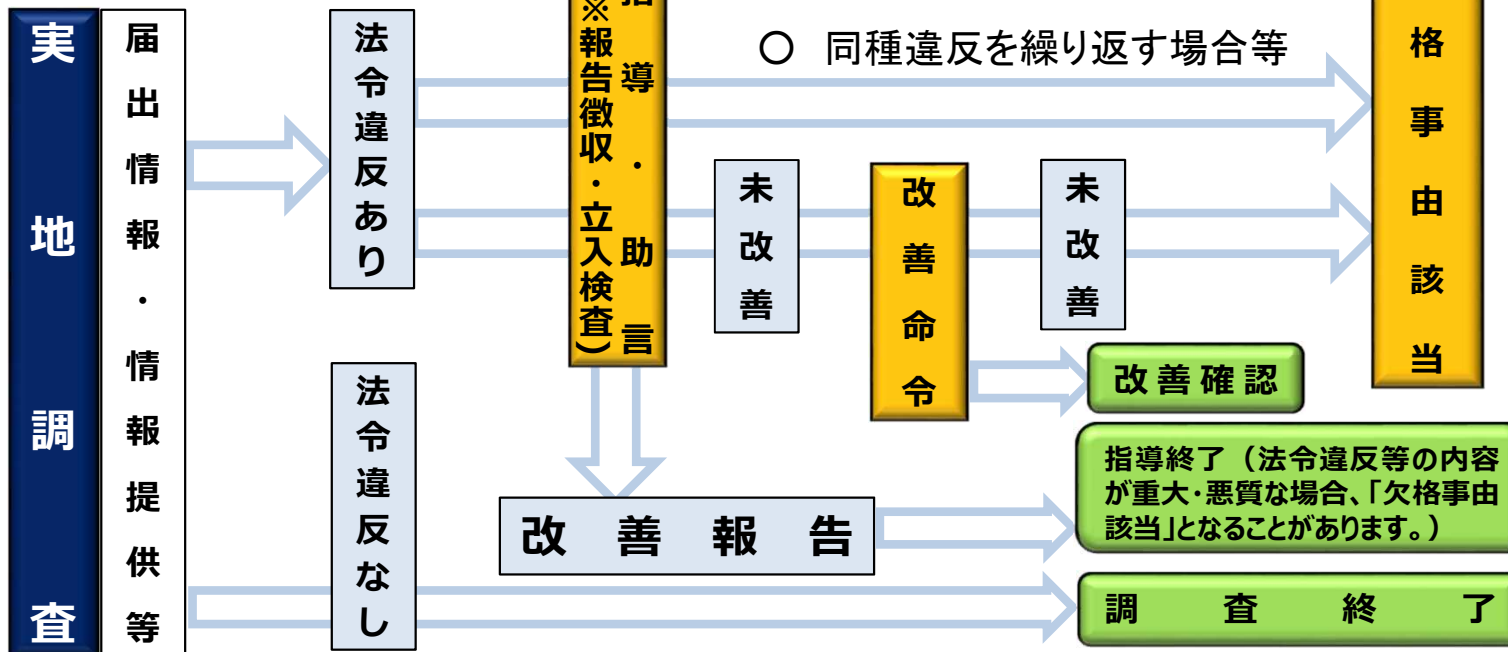 実地調査
届出情報・情報提供等
法令違反あり
法令違反なし
導・助言
※報告徴収・立入検査)
○ 同種違反を繰り返す場合等
未改善
改善命令
未改善
格事由該当
改善確認
改善報告
指導終了（法令違反等の内容
が重大・悪質な場合、「欠格事由
該当」となることがあります。）
調査終了